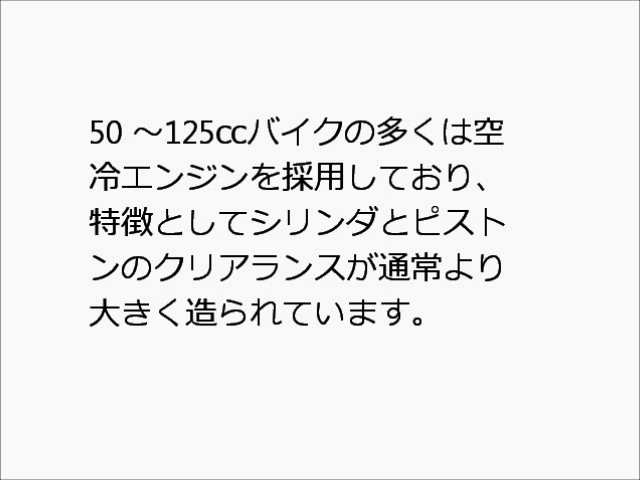 50 ～125ccバイクの多くは空
冷エンジンを採用しており、
特徴としてシリンダとピスト
ンのクリアランスが通常より
大きく造られています。